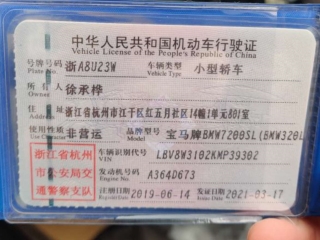 中华人民共和国机动车行驶证
Vehicle License of the People's Republic of China
号牌号码 Plate No. 浙A8U23W 车辆类型 Vehicle Type 小型轿车
所有人 Owner 徐承桦
住址 Address 浙江省杭州市江干区红五月社区14幢1单元801室
使用性质 Use Character 非营运 品牌型号 Model 宝马牌BMW7200SL(BMW320L
浙江省杭州市公安局交通警察支队
车辆识别代号 VIN LBV8W3102KMP39302
发动机号码 Engine No. A364D673
注册日期 Register Date 2019-06-14 发证日期 Issue Date 2021-03-17